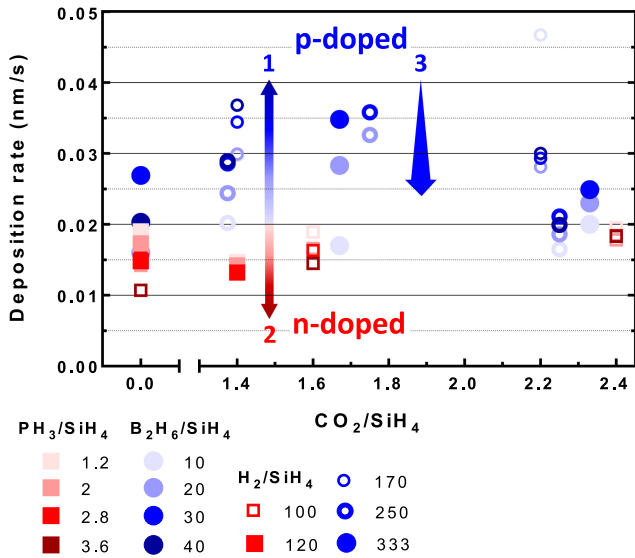 0.05
p-doped
1 3
0.04
0.03
0.02
0.01
2 n-doped
0.00
Deposition rate (nm/s)
0.0 1.4 1.6 1.8 2.0 2.2 2.4
CO₂/SiH₄
PH₃/SiH₄ B₂H₆/SiH₄
1.2 10
2 20
2.8 30
3.6 40
H₂/SiH₄
100
120
170
250
333